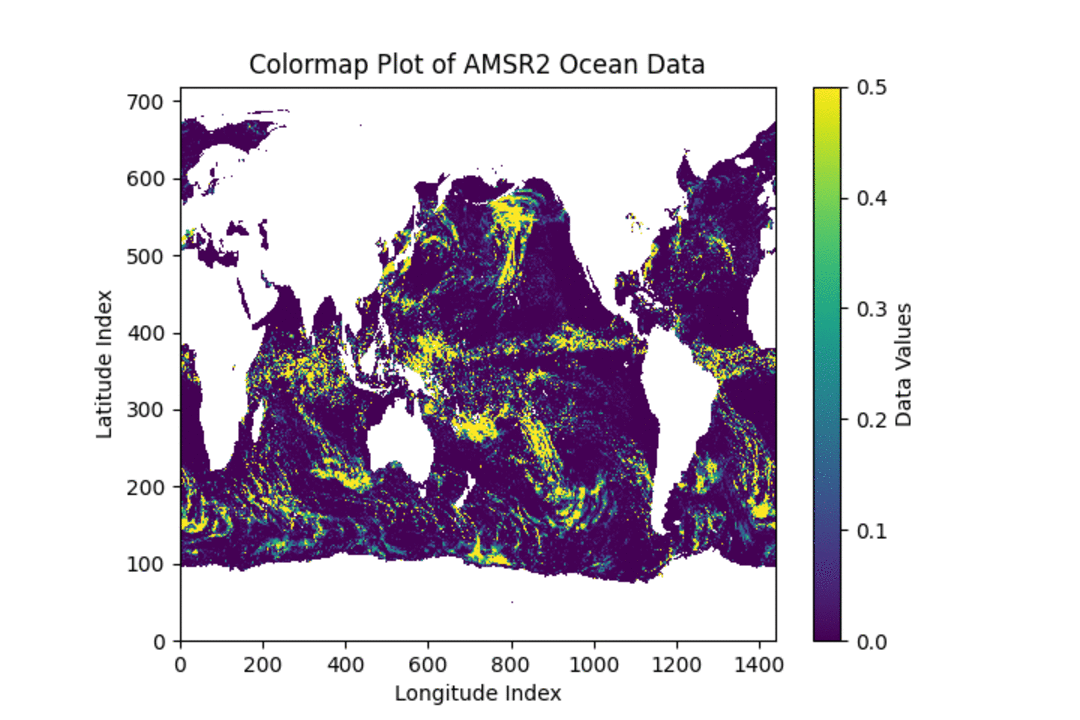 Colormap Plot of AMSR2 Ocean Data
700
600
500
400
300
200
100
0
Latitude Index
0 200 400 600 800 1000 1200 1400
Longitude Index
0.5
0.4
0.3
0.2
0.1
0.0
Data Values